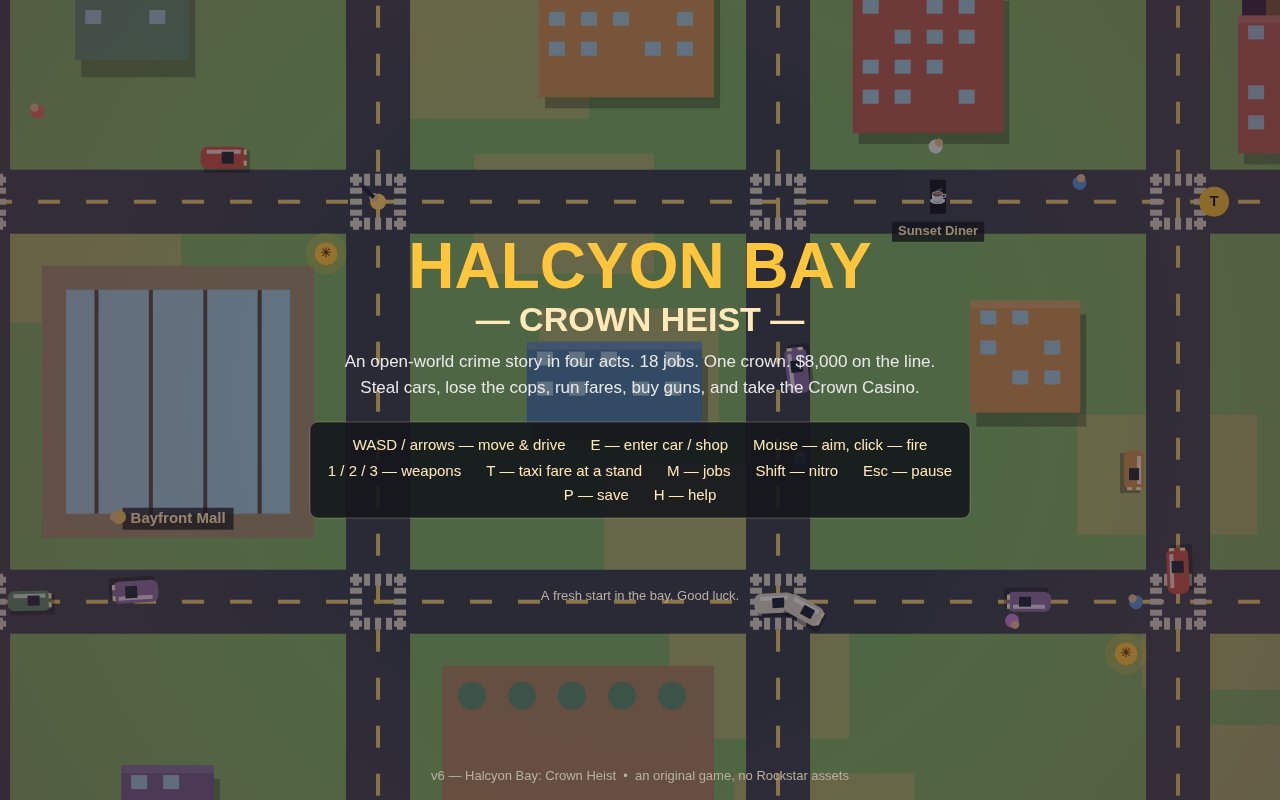 T
Sunset Diner
HALCYON BAY
— CROWN HEIST —
An open-world crime story in four acts. 18 jobs. One crown. $8,000 on the line.
Steal cars, lose the cops, run fares, buy guns, and take the Crown Casino.
WASD / arrows — move & drive E — enter car / shop Mouse — aim, click — fire
1 / 2 / 3 — weapons T — taxi fare at a stand M — jobs Shift — nitro Esc — pause
P — save H — help
Bayfront Mall
A fresh start in the bay. Good luck.
v6 — Halcyon Bay: Crown Heist • an original game, no Rockstar assets